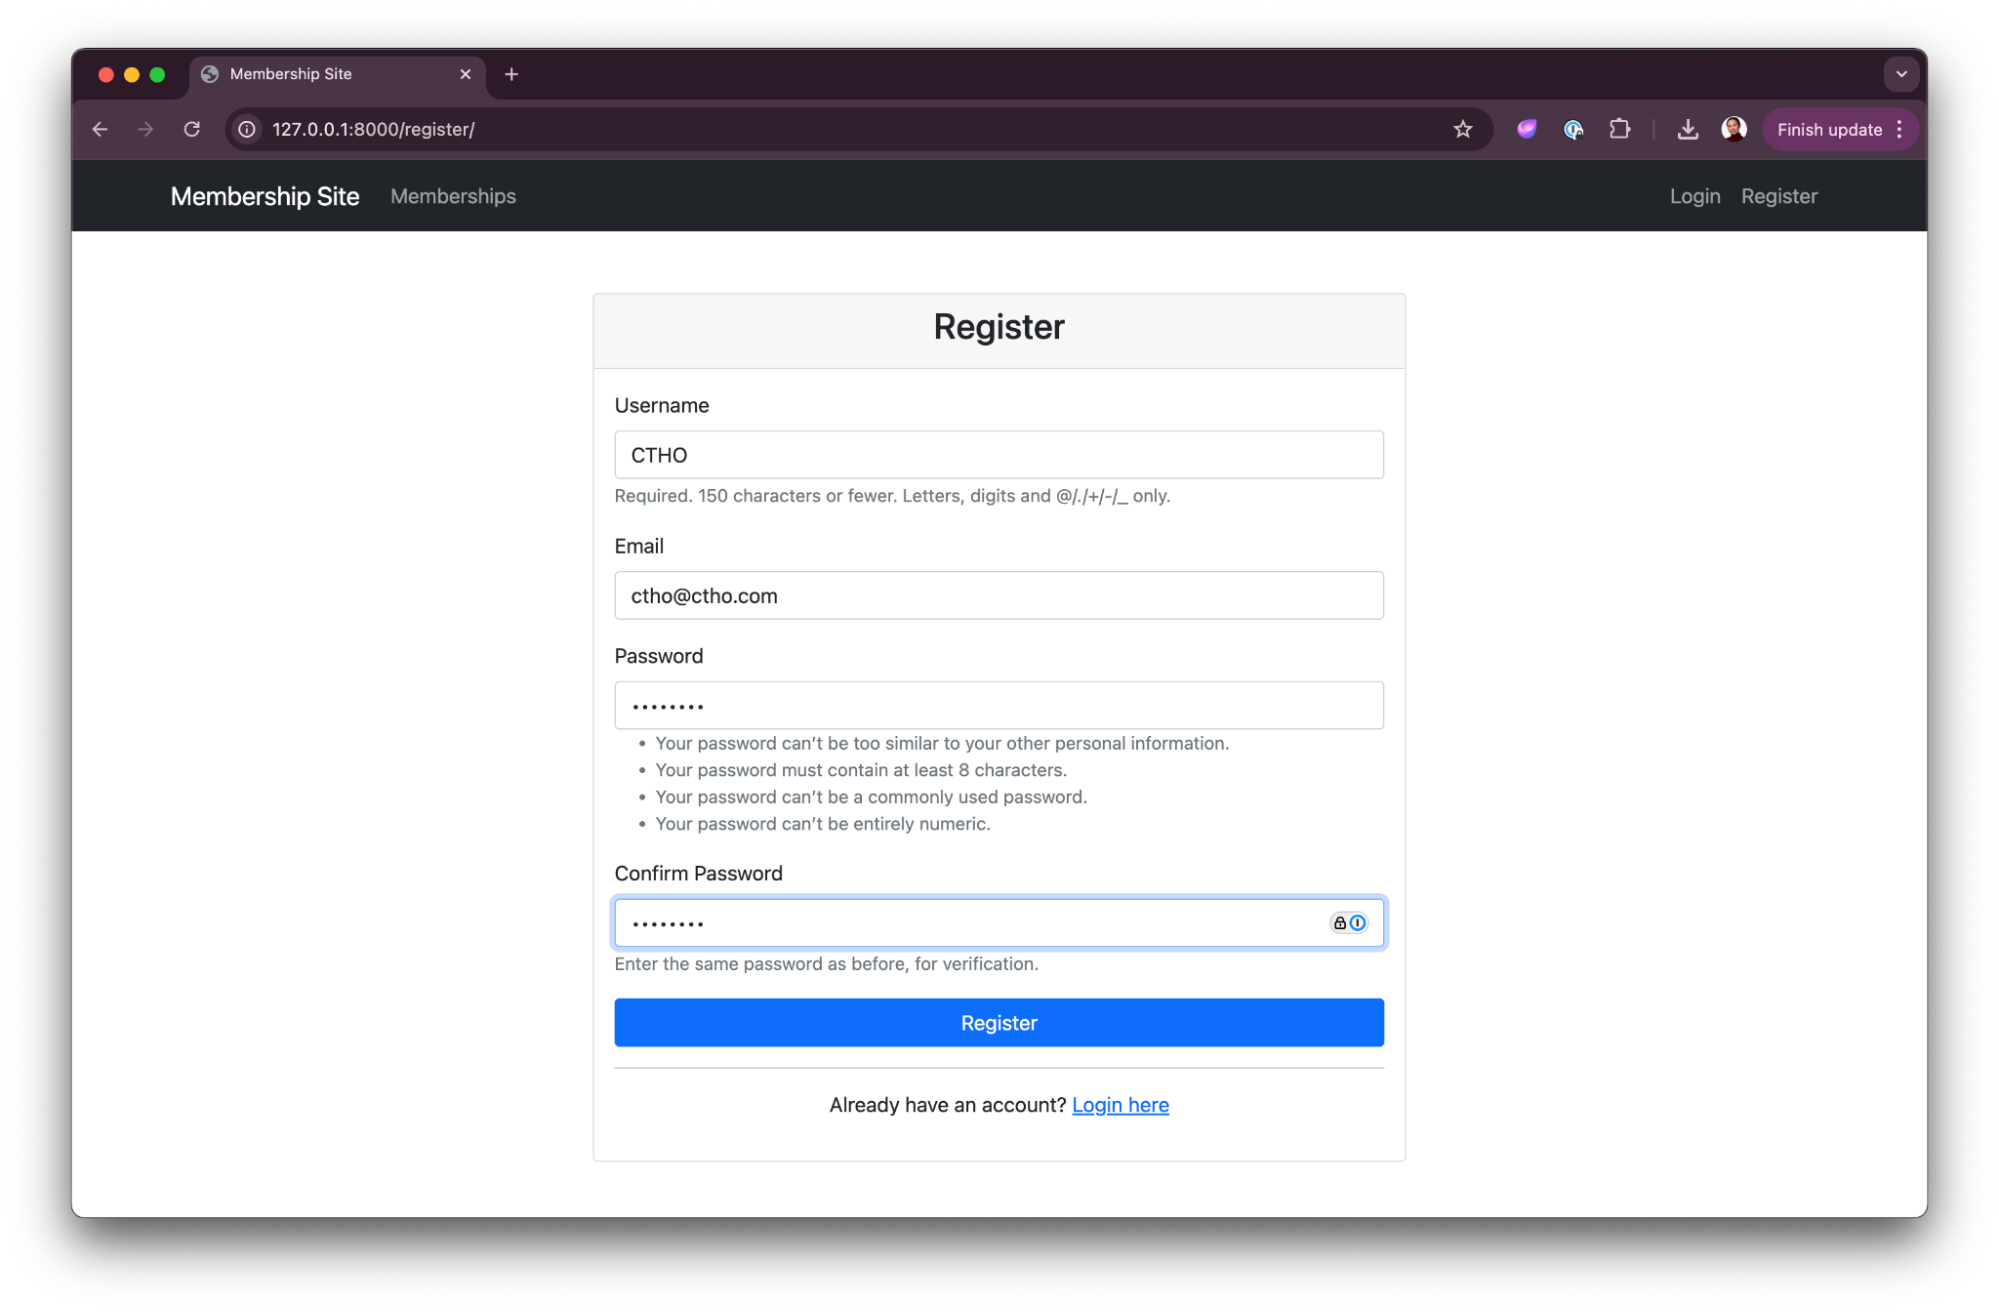 Membership Site
127.0.0.1:8000/register/
Finish update
Membership Site Memberships Login Register
Register
Username
CTHO
Required. 150 characters or fewer. Letters, digits and @/./+/-/_ only.
Email
ctho@ctho.com
Password
••••••••
• Your password can’t be too similar to your other personal information.
• Your password must contain at least 8 characters.
• Your password can’t be a commonly used password.
• Your password can’t be entirely numeric.
Confirm Password
••••••••
Enter the same password as before, for verification.
Register
Already have an account? Login here